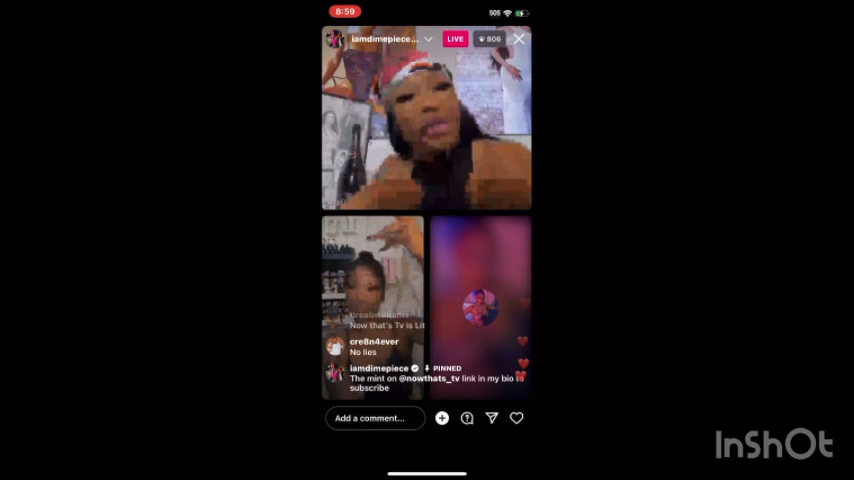 8:59
SOS
iamdimepiece...
LIVE
806
Now that's Tv is Lit
cre8n4ever
No lies
iamdimepiece PINNED
The mint on @nowthats_tv link in my bio to
subscribe
Add a comment...
InShOt